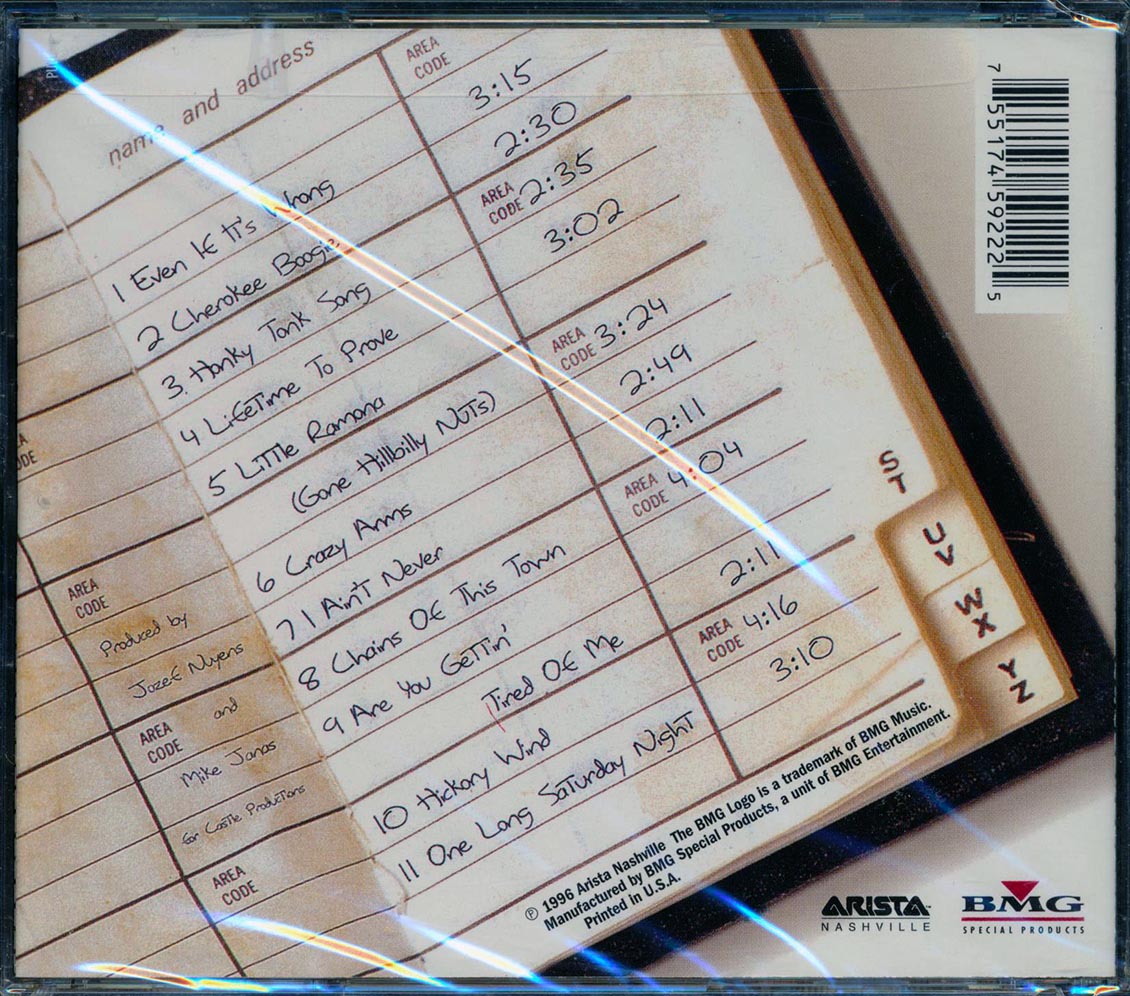 name and address
AREA
CODE
1 Even If It's Wrong 3:15
2 Cherokee Boogie 2:30
3. Honky Tonk Song 2:35
AREA
CODE
4 Lifetime To Prove 3:02
5 Little Ramona
(Gone Hillbilly Nuts) 3:24
AREA
CODE
6 Crazy Arms 2:49
7 I Ain't Never 2:11
8 Chains Of This Town 4:04
AREA
CODE
9 Are You Gettin'
Tired Of Me 2:11
10 Hickory Wind 4:16
AREA
CODE
11 One Long Saturday Night 3:10
AREA
CODE
Produced by
Jozef Nuyens
and
AREA
CODE
Mike Janas
for Castle Productions
AREA
CODE
S
T
U
V
W
X
Y
Z
℗ 1996 Arista Nashville The BMG Logo is a trademark of BMG Music.
Manufactured by BMG Special Products, a unit of BMG Entertainment.
Printed in U.S.A.
7 55174 59222 5
ARISTA™
NASHVILLE
BMG
SPECIAL PRODUCTS